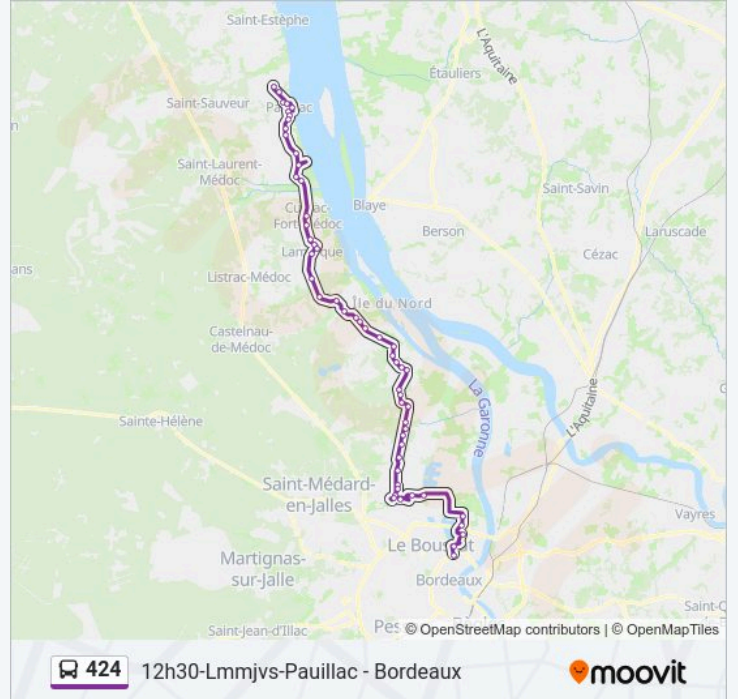 Saint-Estèphe
L'Aquitaine
Étauliers
Saint-Sauveur
Saint-Laurent-
Médoc
Saint-Savin
Blaye
Berson
Laruscade
Cézac
ans
Listrac-Médoc
Île du Nord
Castelnau-
de-Médoc
La Garonne
L'Aquitaine
Sainte-Hélène
Saint-Médard-
en-Jalles
Vayres
Martignas-
sur-Jalle
Bordeaux
Saint-Jean-d'Illac
© OpenStreetMap contributors | © OpenMapTiles
424 12h30-Lmmjvs-Pauillac - Bordeaux
moovit